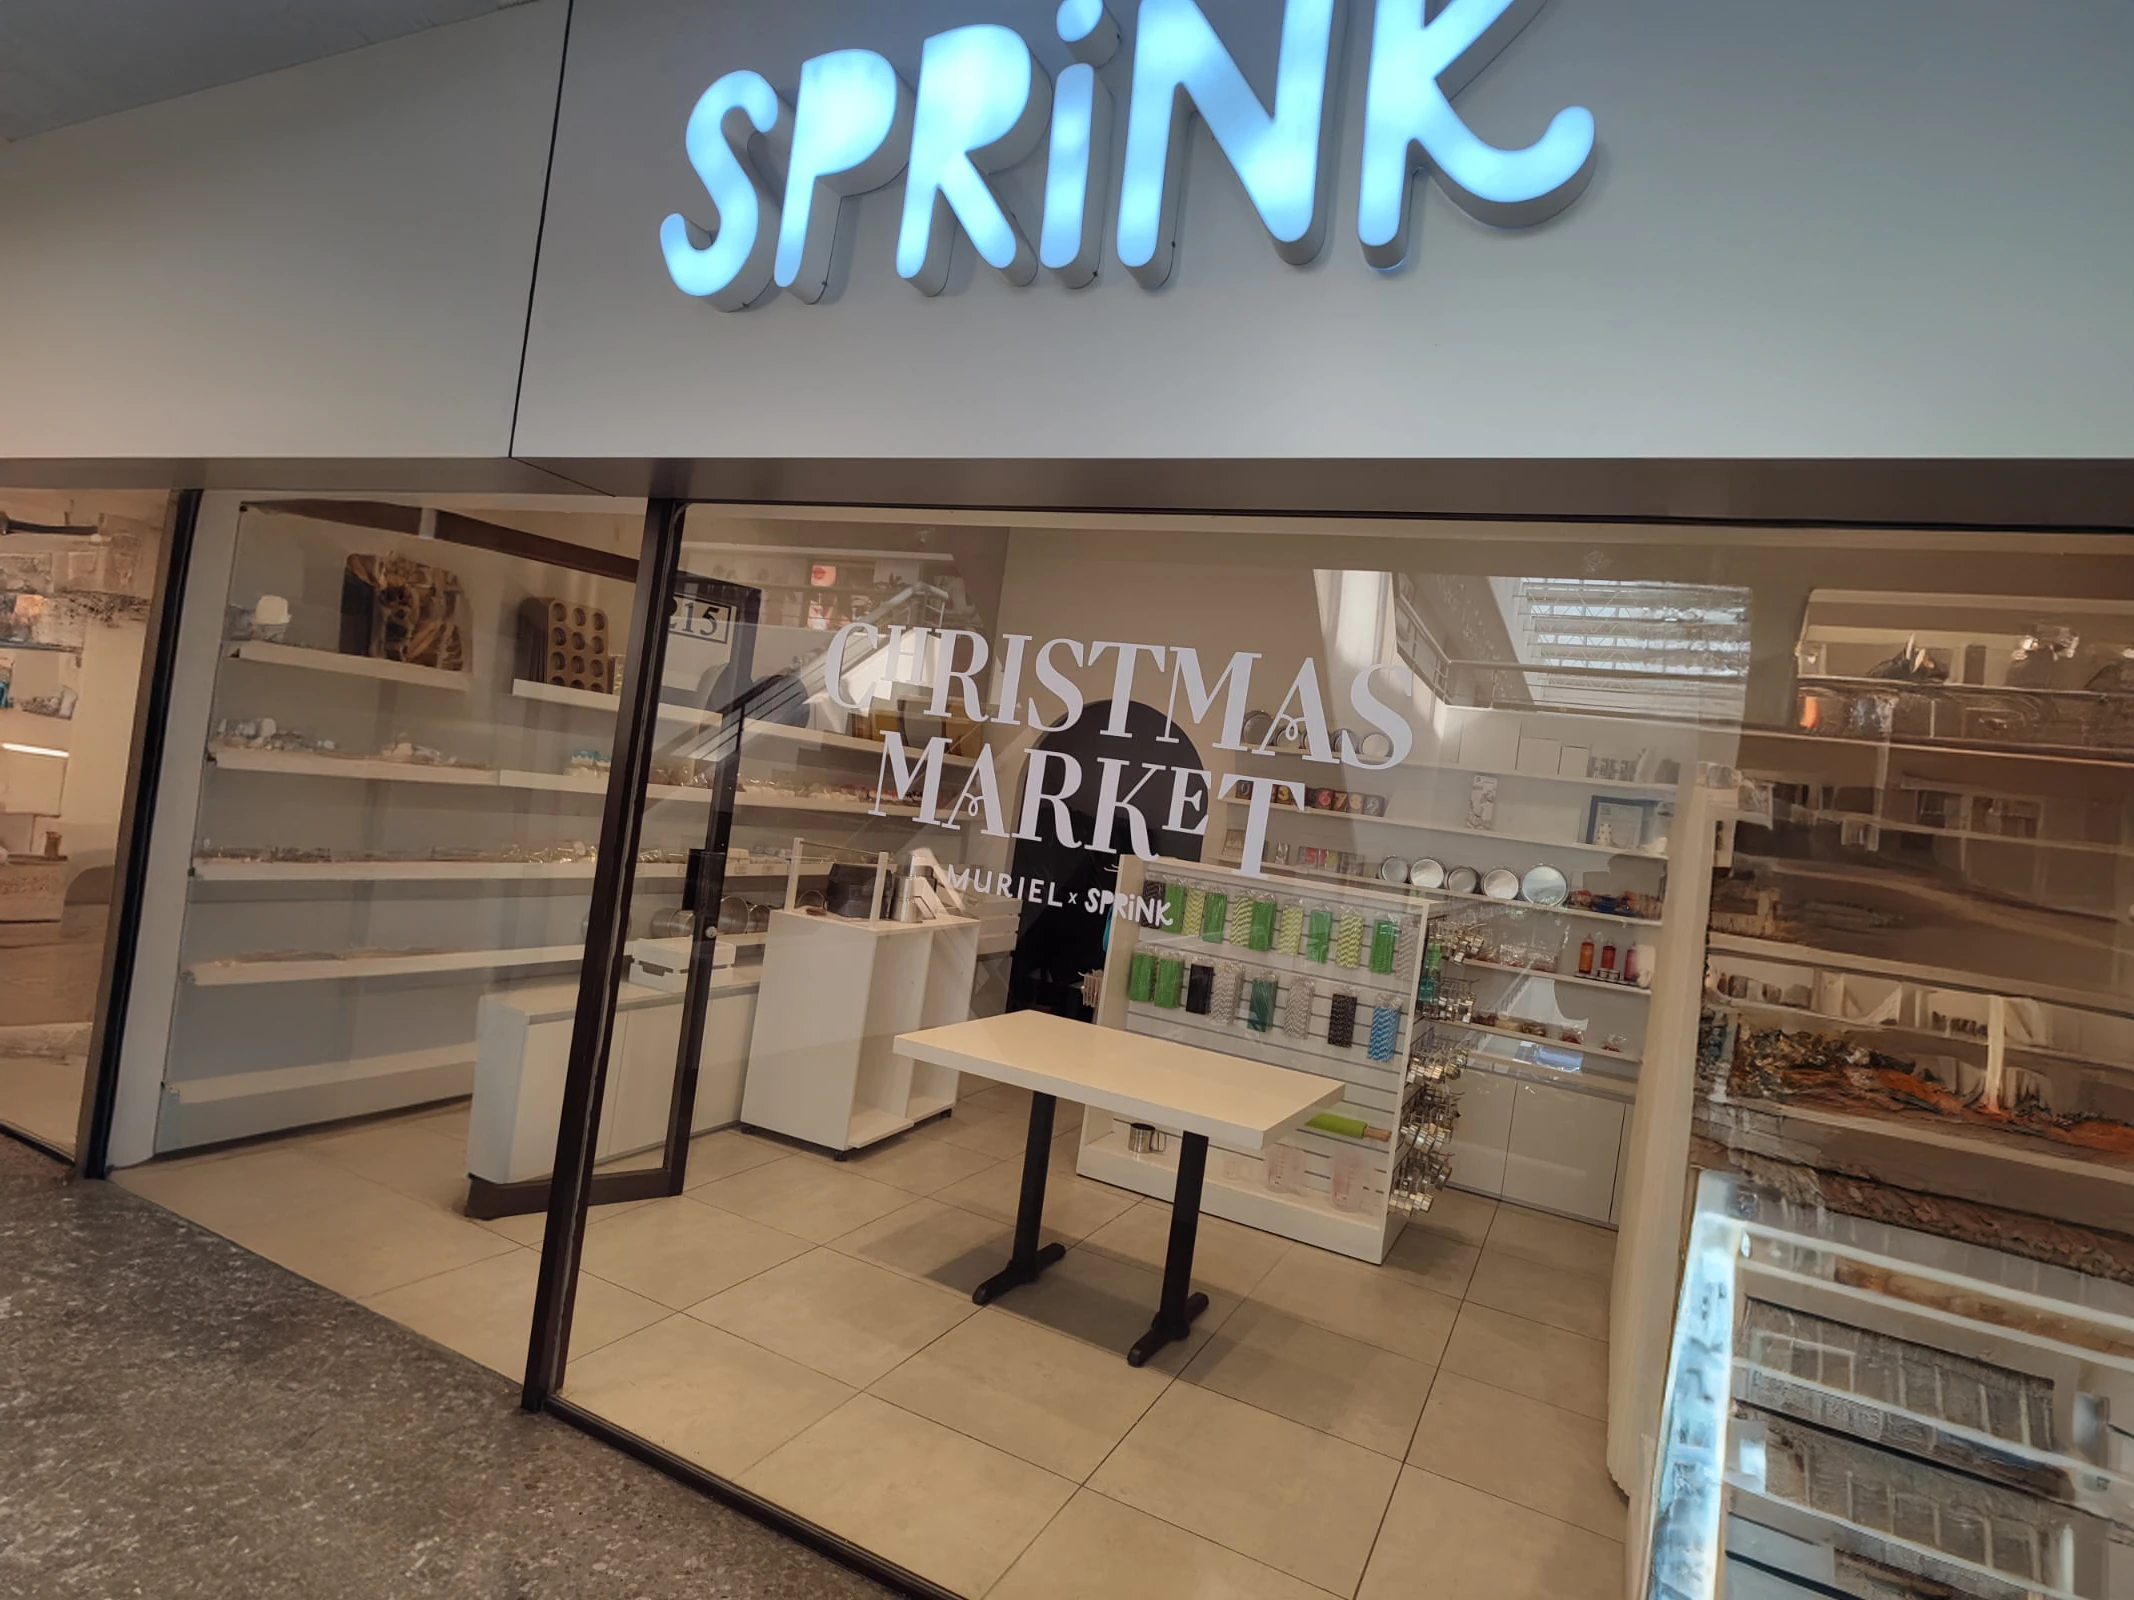 SPRiNK
215
CHRISTMAS
MARKET
MURIEL x SPRiNK